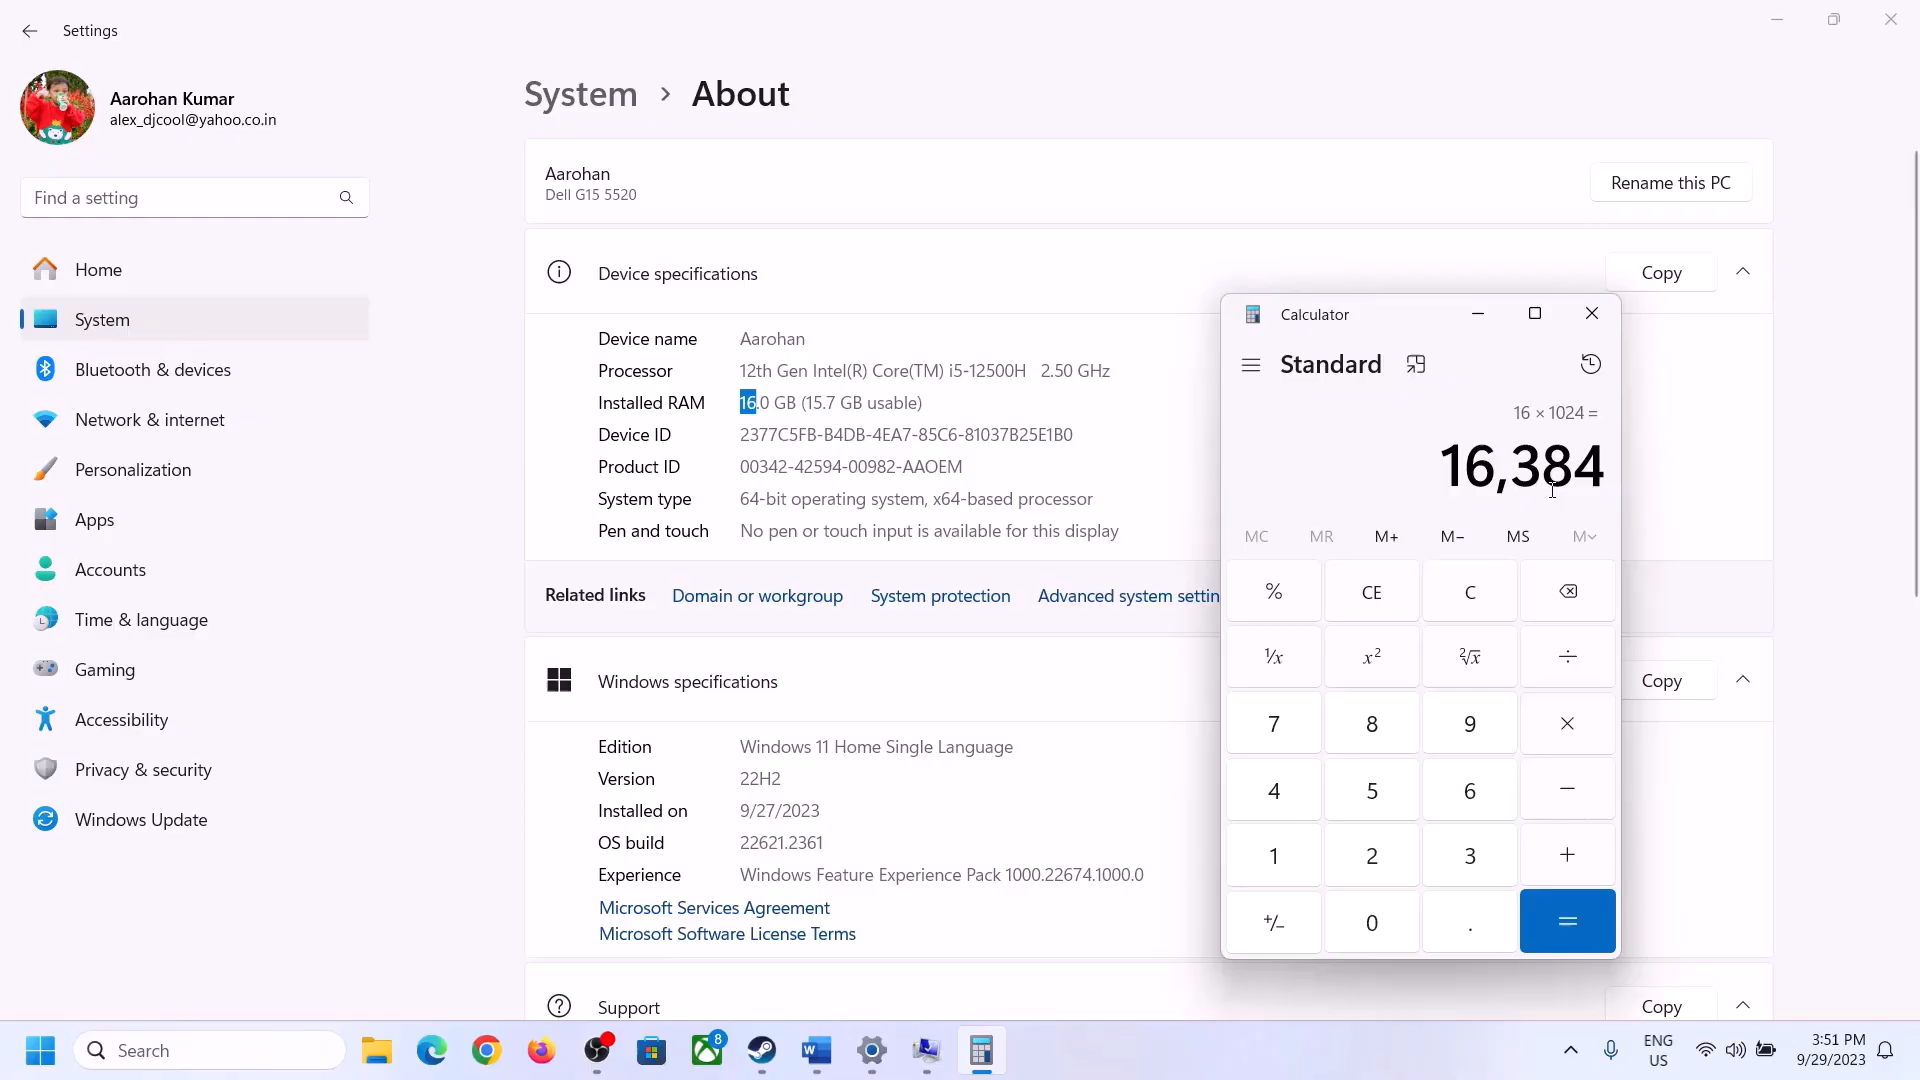 Settings
Aarohan Kumar
alex_djcool@yahoo.co.in
Find a setting
Home
System
Bluetooth & devices
Network & internet
Personalization
Apps
Accounts
Time & language
Gaming
Accessibility
Privacy & security
Windows Update
System > About
Aarohan
Dell G15 5520
Rename this PC
Device specifications
Copy
Device name Aarohan
Processor 12th Gen Intel(R) Core(TM) i5-12500H 2.50 GHz
Installed RAM 16.0 GB (15.7 GB usable)
Device ID 2377C5FB-B4DB-4EA7-85C6-81037B25E1B0
Product ID 00342-42594-00982-AAOEM
System type 64-bit operating system, x64-based processor
Pen and touch No pen or touch input is available for this display
Related links Domain or workgroup System protection Advanced system settin
Windows specifications
Copy
Edition Windows 11 Home Single Language
Version 22H2
Installed on 9/27/2023
OS build 22621.2361
Experience Windows Feature Experience Pack 1000.22674.1000.0
Microsoft Services Agreement
Microsoft Software License Terms
Support
Copy
Calculator
Standard
16 × 1024 =
16,384
MC MR M+ M− MS M
% CE C
¹⁄x x² ²√x ÷
7 8 9 ×
4 5 6 −
1 2 3 +
+/− 0 . =
Search
8
ENG
US
3:51 PM
9/29/2023